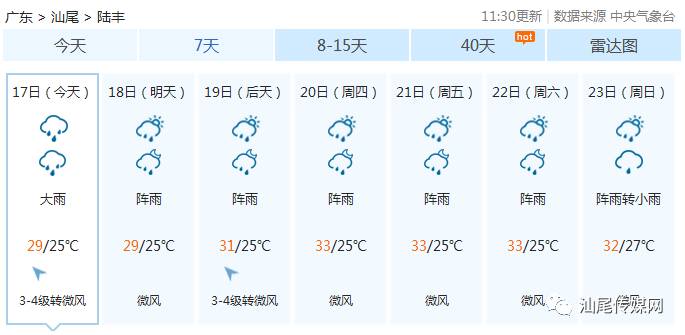 广东 > 汕尾 > 陆丰
11:30更新 | 数据来源 中央气象台
今天 7天 8-15天 40天 hot 雷达图
17日（今天） 18日（明天） 19日（后天） 20日（周四） 21日（周五） 22日（周六） 23日（周日）
大雨 阵雨 阵雨 阵雨 阵雨 阵雨 阵雨转小雨
29/25℃ 29/25℃ 31/25℃ 33/25℃ 33/25℃ 33/25℃ 32/27℃
3-4级转微风 微风 3-4级转微风 微风 微风 微风
汕尾传媒网